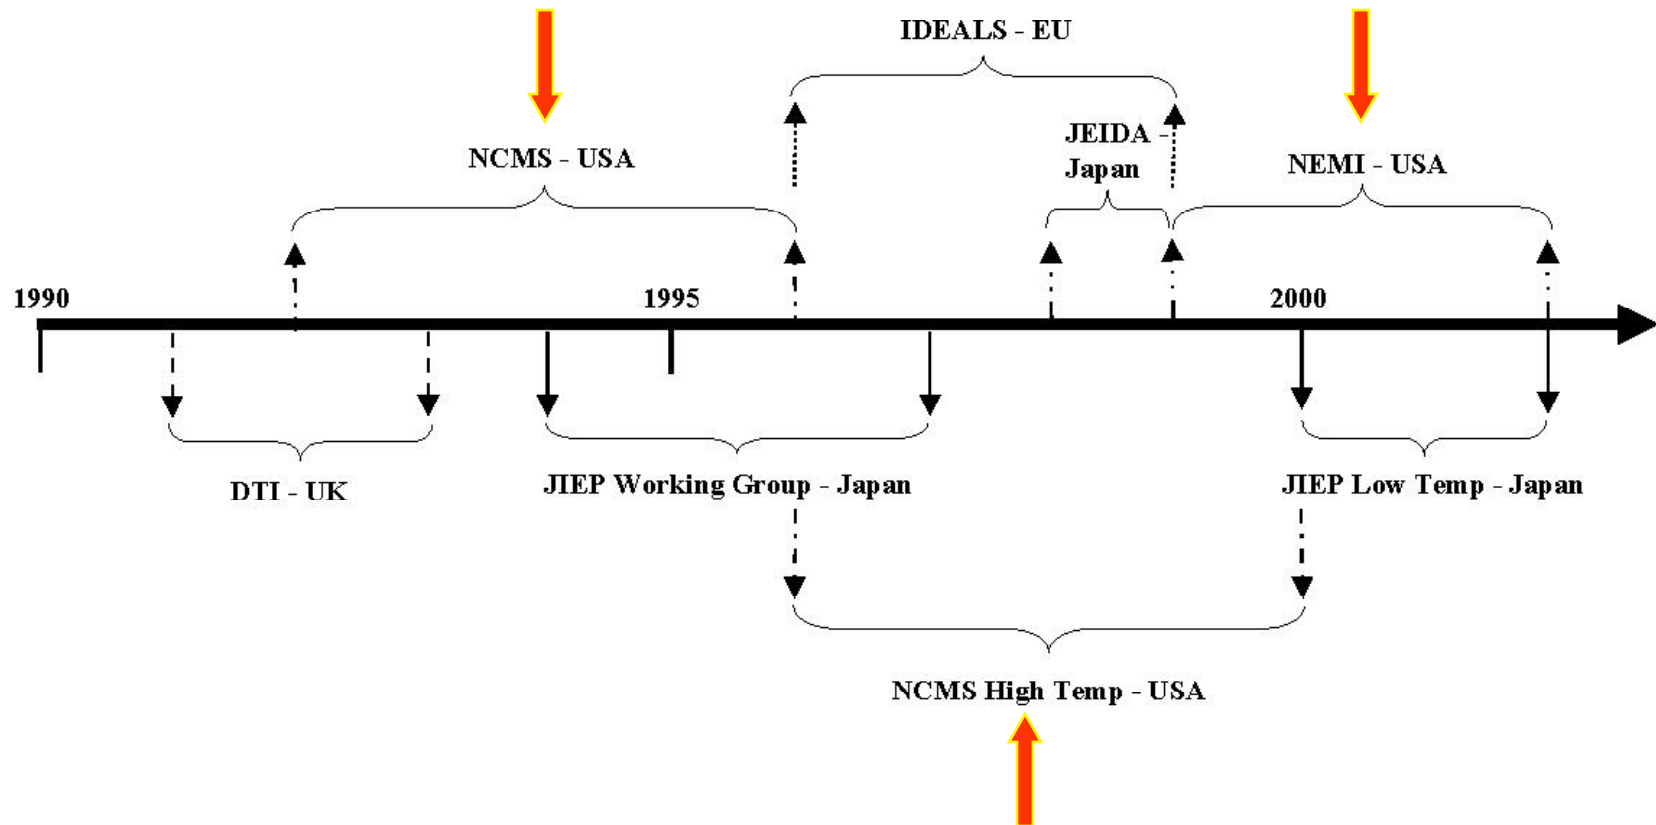 IDEALS - EU
JEIDA -
Japan
NCMS - USA
NEMI - USA
1990
1995
2000
DTI - UK
JIEP Working Group - Japan
JIEP Low Temp - Japan
NCMS High Temp - USA